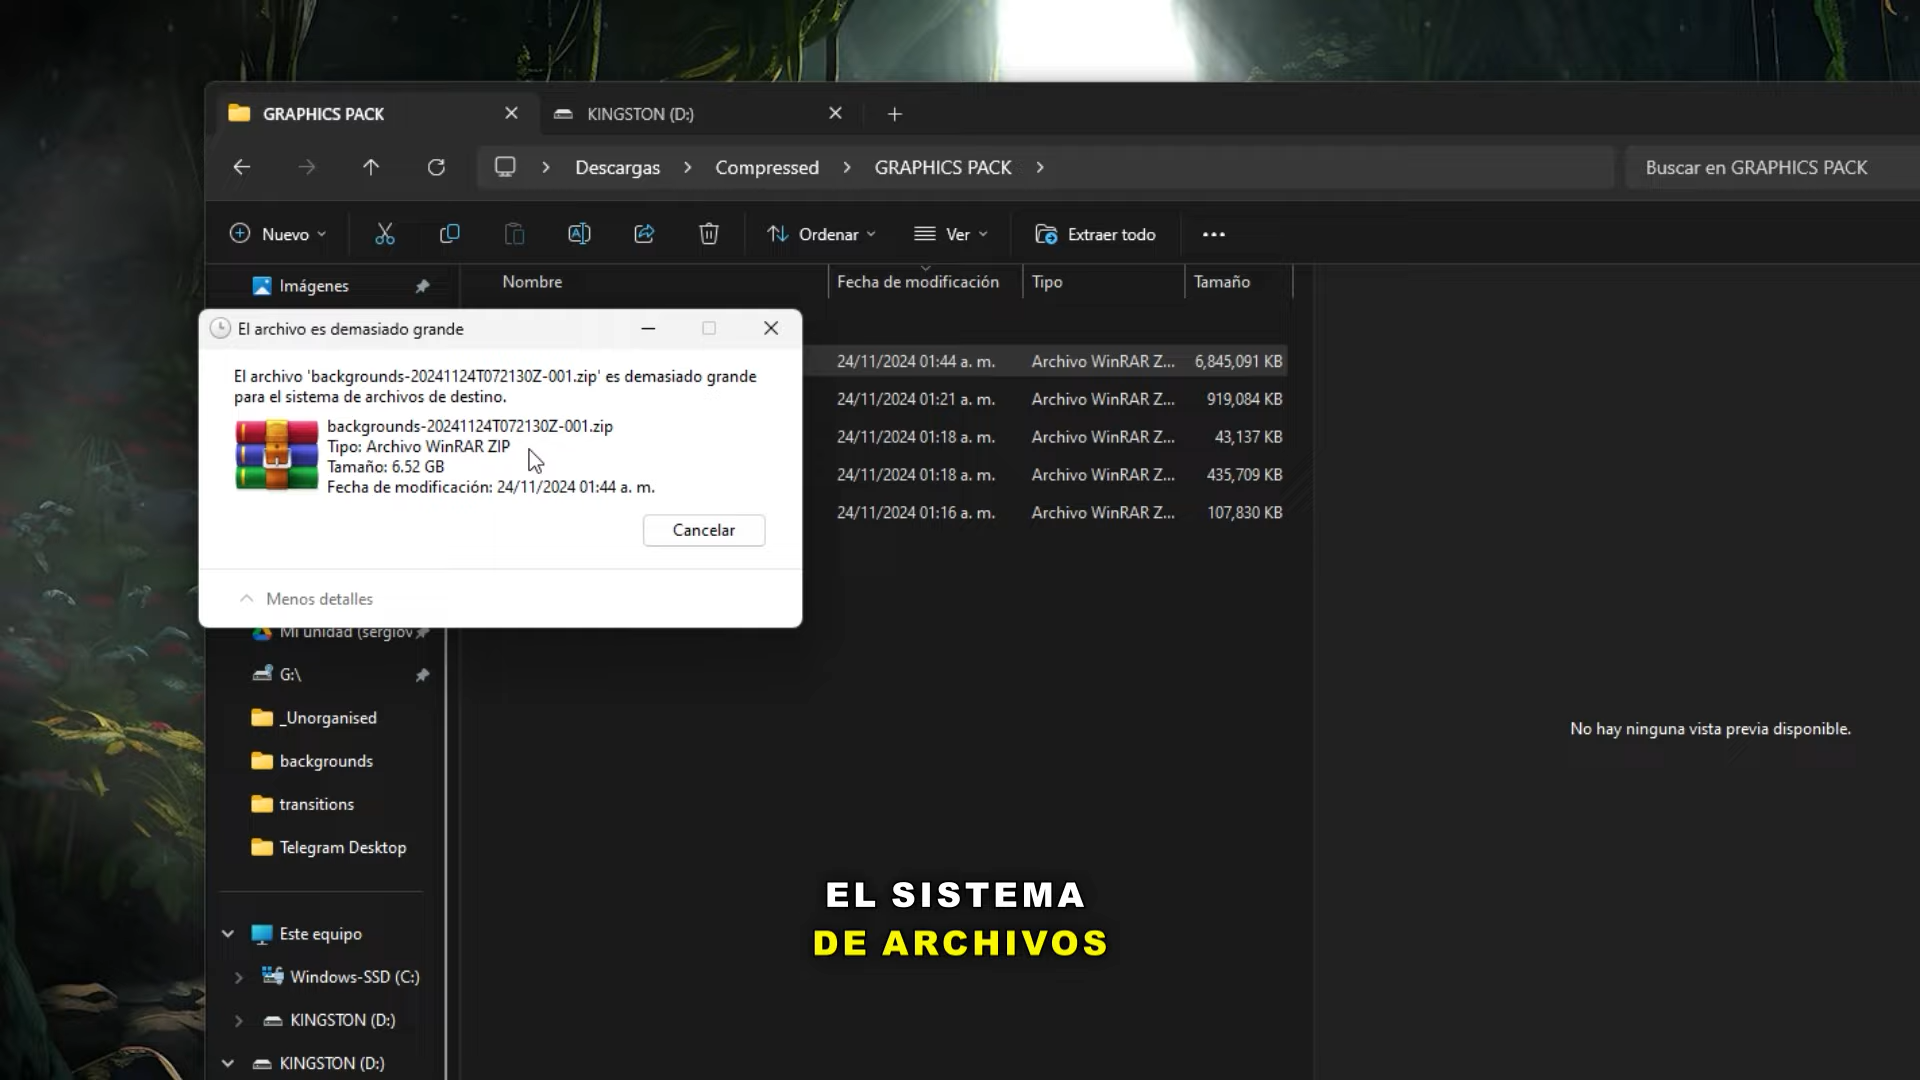 GRAPHICS PACK
KINGSTON (D:)
Descargas
Compressed
GRAPHICS PACK
Buscar en GRAPHICS PACK
Nuevo
Ordenar
Ver
Extraer todo
Imágenes
Nombre
Fecha de modificación
Tipo
Tamaño
El archivo es demasiado grande
El archivo 'backgrounds-20241124T072130Z-001.zip' es demasiado grande
para el sistema de archivos de destino.
backgrounds-20241124T072130Z-001.zip
Tipo: Archivo WinRAR ZIP
Tamaño: 6.52 GB
Fecha de modificación: 24/11/2024 01:44 a. m.
Cancelar
Menos detalles
24/11/2024 01:44 a. m. Archivo WinRAR Z... 6,845,091 KB
24/11/2024 01:21 a. m. Archivo WinRAR Z... 919,084 KB
24/11/2024 01:18 a. m. Archivo WinRAR Z... 43,137 KB
24/11/2024 01:18 a. m. Archivo WinRAR Z... 435,709 KB
24/11/2024 01:16 a. m. Archivo WinRAR Z... 107,830 KB
Mi unidad (sergiov
G:\
_Unorganised
backgrounds
transitions
Telegram Desktop
Este equipo
Windows-SSD (C:)
KINGSTON (D:)
KINGSTON (D:)
No hay ninguna vista previa disponible.
EL SISTEMA
DE ARCHIVOS